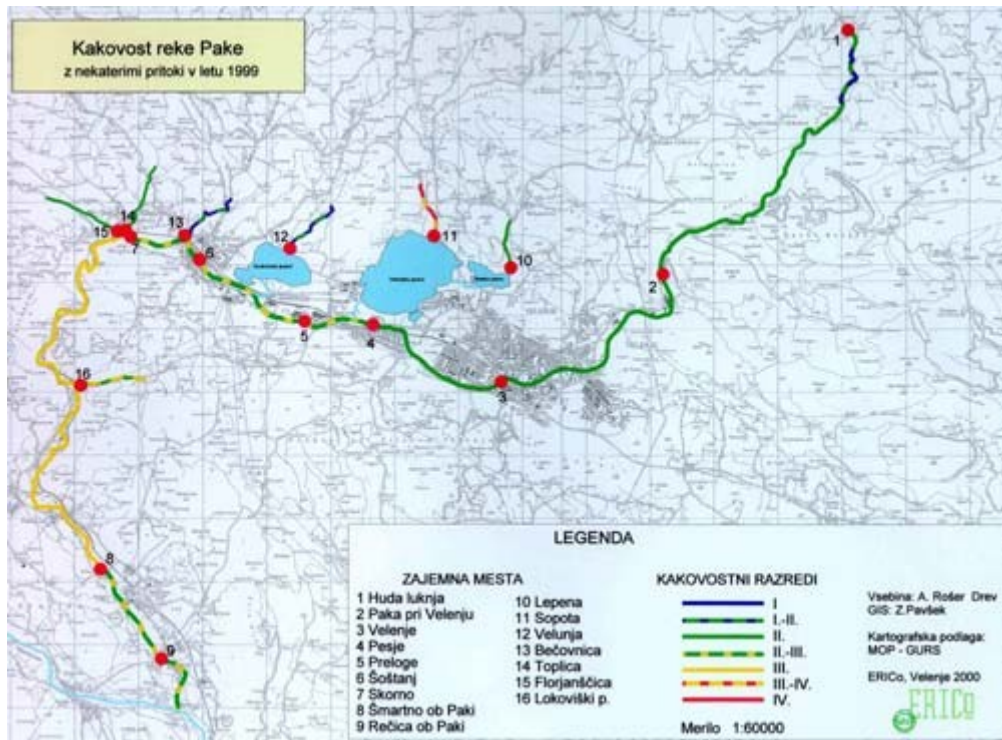 Kakovost reke Pake
z nekaterimi pritoki v letu 1999
1
2
3
4
5
6
7
8
9
10
11
12
13
14
15
16
LEGENDA
ZAJEMNA MESTA
1 Huda luknja
2 Paka pri Velenju
3 Velenje
4 Pesje
5 Preloge
6 Šoštanj
7 Skorno
8 Šmartno ob Paki
9 Rečica ob Paki
10 Lepena
11 Sopota
12 Velunja
13 Bečovnica
14 Toplica
15 Florjanščica
16 Lokoviški p.
KAKOVOSTNI RAZREDI
I
I.-II.
II.
II.-III.
III.
III.-IV.
IV.
Merilo 1:60000
Vsebina: A. Rošer Drev
GIS: Z.Pavšek
Kartografska podlaga:
MOP - GURS
ERICo, Velenje 2000
ERICo